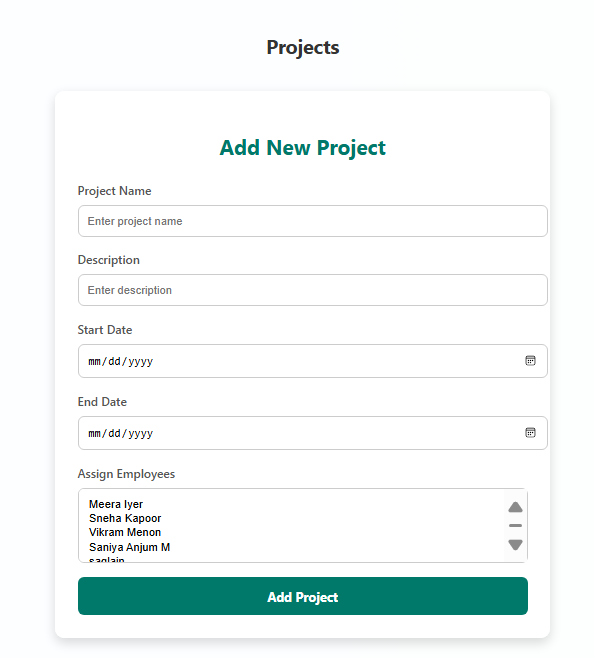 Projects
Add New Project
Project Name
Enter project name
Description
Enter description
Start Date
mm/dd/yyyy
End Date
mm/dd/yyyy
Assign Employees
Meera Iyer
Sneha Kapoor
Vikram Menon
Saniya Anjum M
saqlain
Add Project